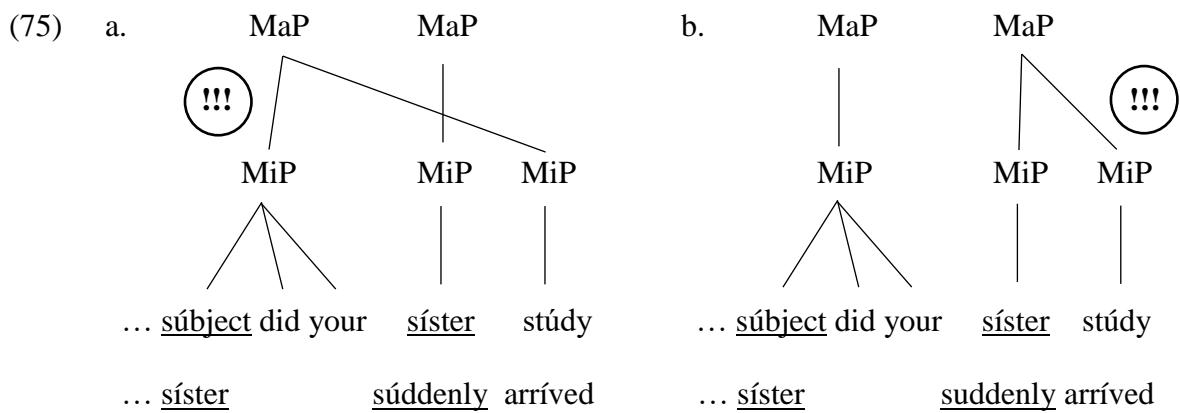 (75) a. MaP MaP b. MaP MaP
!!! !!!
MiP MiP MiP MiP MiP MiP
… súbject did your síster stúdy … súbject did your síster stúdy
… síster súddenly arríved … síster suddenly arríved